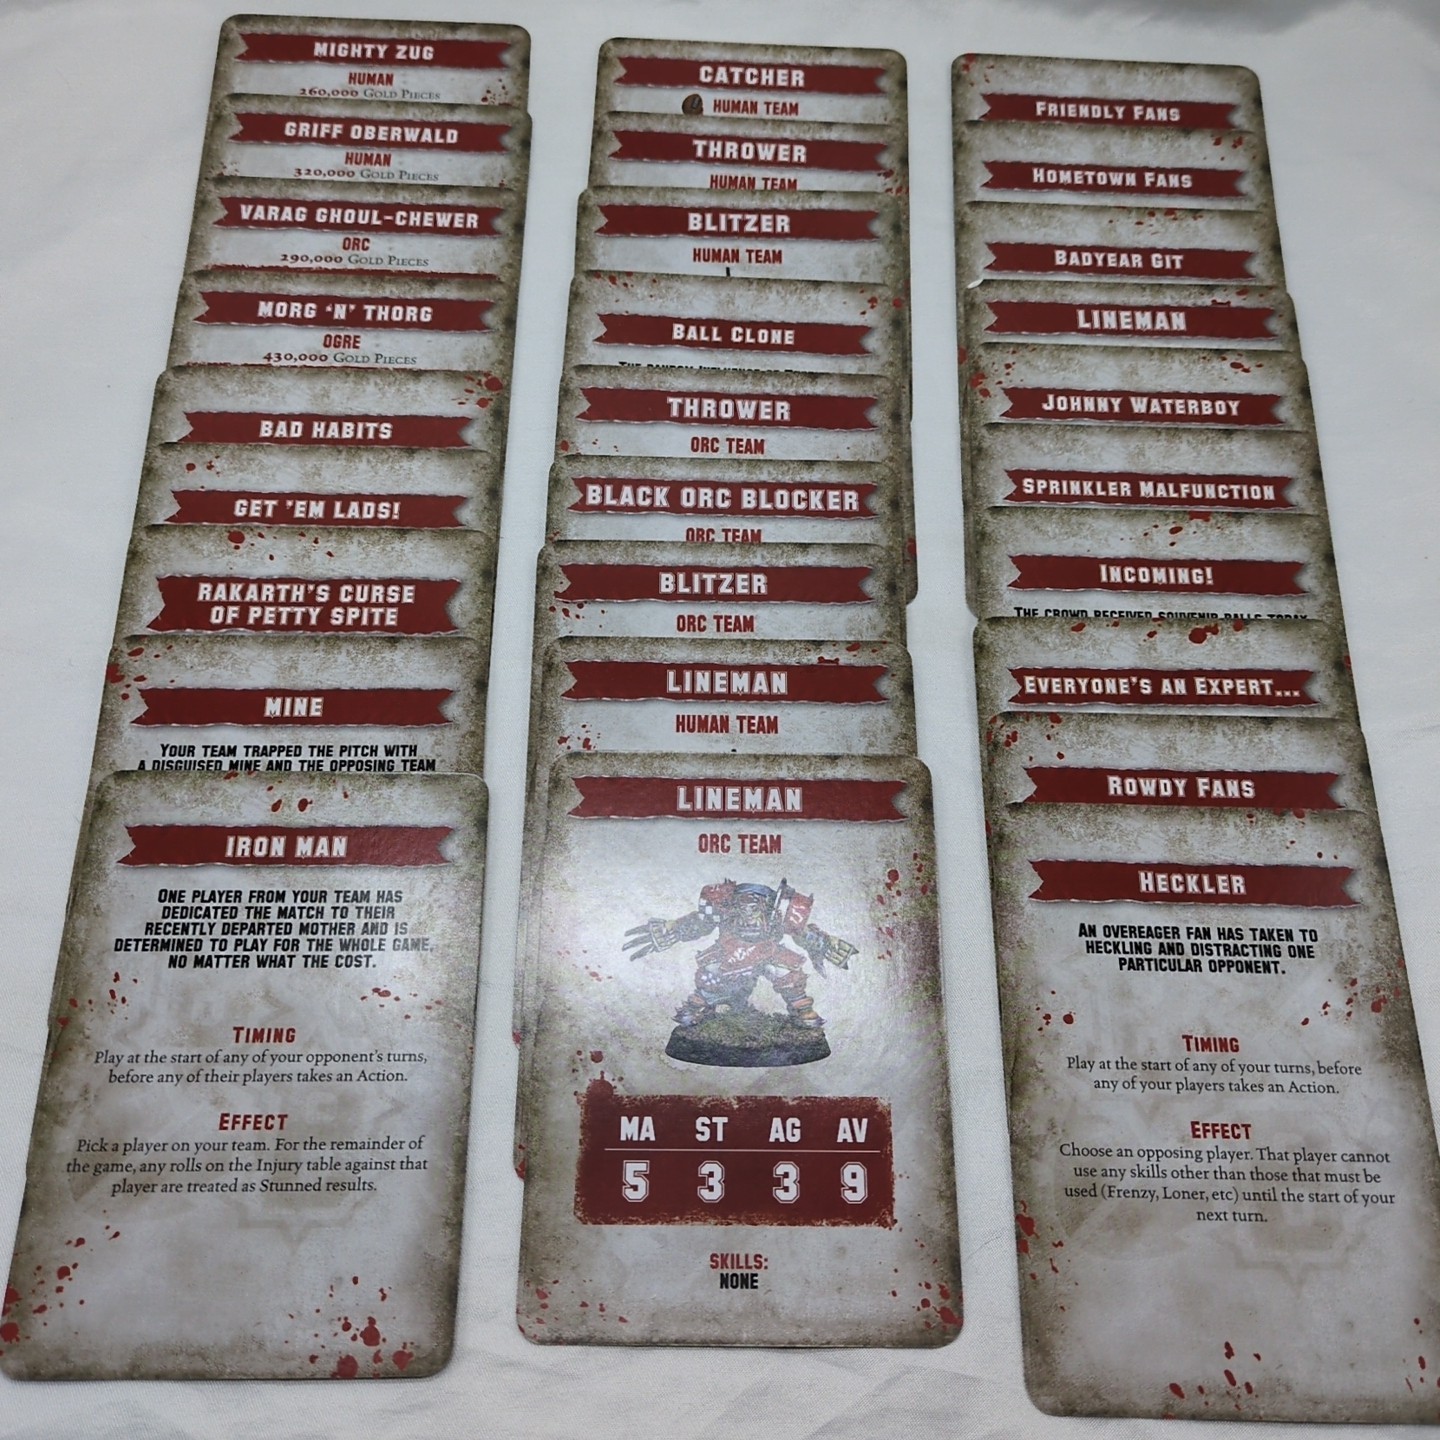 MIGHTY ZUG
HUMAN
260,000 GOLD PIECES
GRIFF OBERWALD
HUMAN
320,000 GOLD PIECES
VARAG GHOUL-CHEWER
ORC
290,000 GOLD PIECES
MORG 'N' THORG
OGRE
430,000 GOLD PIECES
BAD HABITS
GET 'EM LADS!
RAKARTH'S CURSE
OF PETTY SPITE
MINE
YOUR TEAM TRAPPED THE PITCH WITH
A DISGUISED MINE AND THE OPPOSING TEAM
IRON MAN
ONE PLAYER FROM YOUR TEAM HAS
DEDICATED THE MATCH TO THEIR
RECENTLY DEPARTED MOTHER AND IS
DETERMINED TO PLAY FOR THE WHOLE GAME,
NO MATTER WHAT THE COST.
TIMING
Play at the start of any of your opponent's turns,
before any of their players takes an Action.
EFFECT
Pick a player on your team. For the remainder of
the game, any rolls on the Injury table against that
player are treated as Stunned results.
CATCHER
HUMAN TEAM
THROWER
HUMAN TEAM
BLITZER
HUMAN TEAM
BALL CLONE
THROWER
ORC TEAM
BLACK ORC BLOCKER
ORC TEAM
BLITZER
ORC TEAM
LINEMAN
HUMAN TEAM
LINEMAN
ORC TEAM
MA ST AG AV
5 3 3 9
SKILLS:
NONE
FRIENDLY FANS
HOMETOWN FANS
BADYEAR GIT
LINEMAN
JOHNNY WATERBOY
SPRINKLER MALFUNCTION
INCOMING!
THE CROWD RECEIVED SOUVENIR BALLS TODAY
EVERYONE'S AN EXPERT...
ROWDY FANS
HECKLER
AN OVEREAGER FAN HAS TAKEN TO
HECKLING AND DISTRACTING ONE
PARTICULAR OPPONENT.
TIMING
Play at the start of any of your turns, before
any of your players takes an Action.
EFFECT
Choose an opposing player. That player cannot
use any skills other than those that must be
used (Frenzy, Loner, etc) until the start of your
next turn.